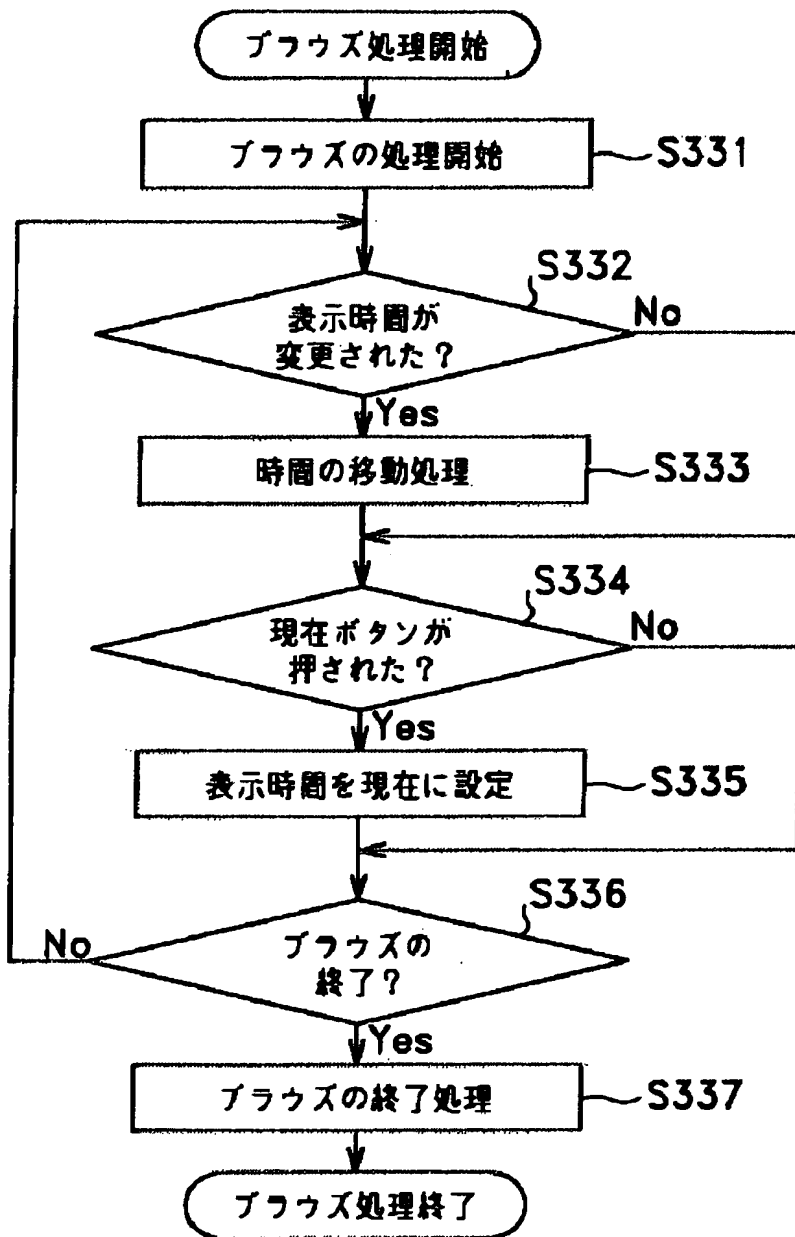 ブラウズ処理開始
ブラウズの処理開始
S331
S332
表示時間が
変更された?
No
Yes
時間の移動処理
S333
S334
現在ボタンが
押された?
No
Yes
表示時間を現在に設定
S335
S336
ブラウズの
終了?
No
Yes
ブラウズの終了処理
S337
ブラウズ処理終了